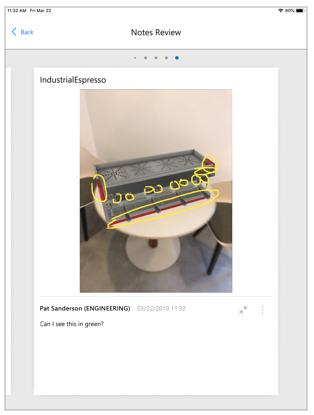 11:32 AM Fri Mar 22
90%
Back
Notes Review
IndustrialEspresso
Pat Sanderson (ENGINEERING) 03/22/2019 11:32
Can I see this in green?